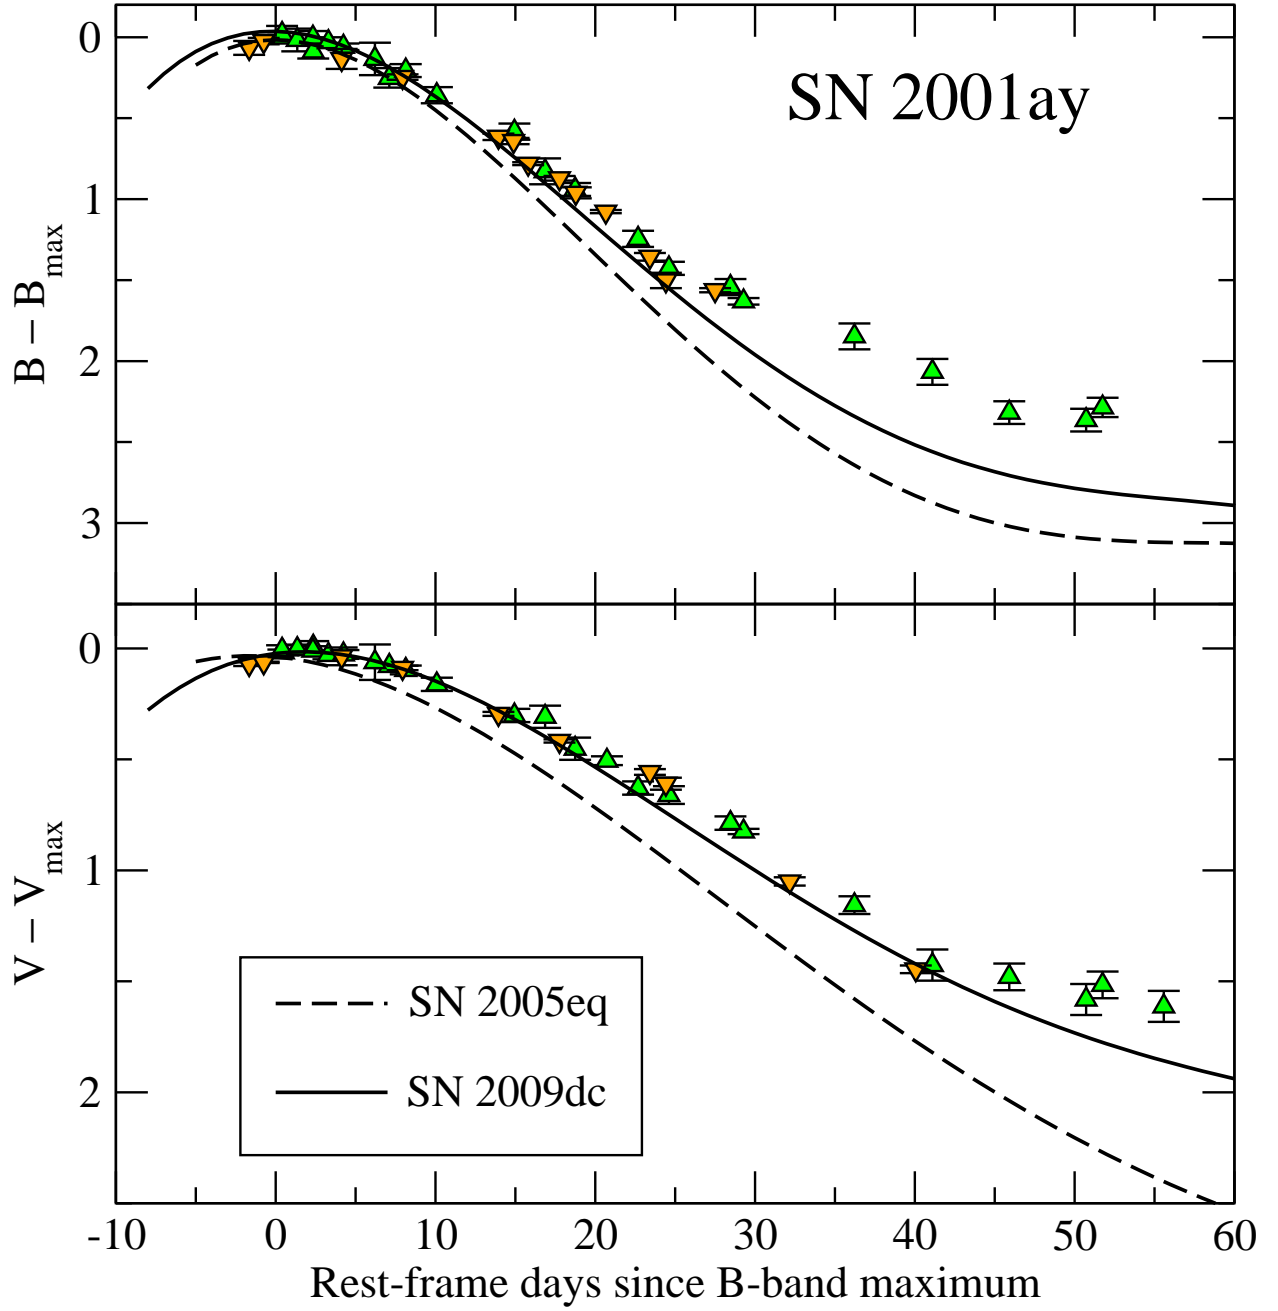 SN 2001ay
0
1
2
3
B − B max
0
1
2
V − V max
SN 2005eq
SN 2009dc
-10 0 10 20 30 40 50 60
Rest-frame days since B-band maximum